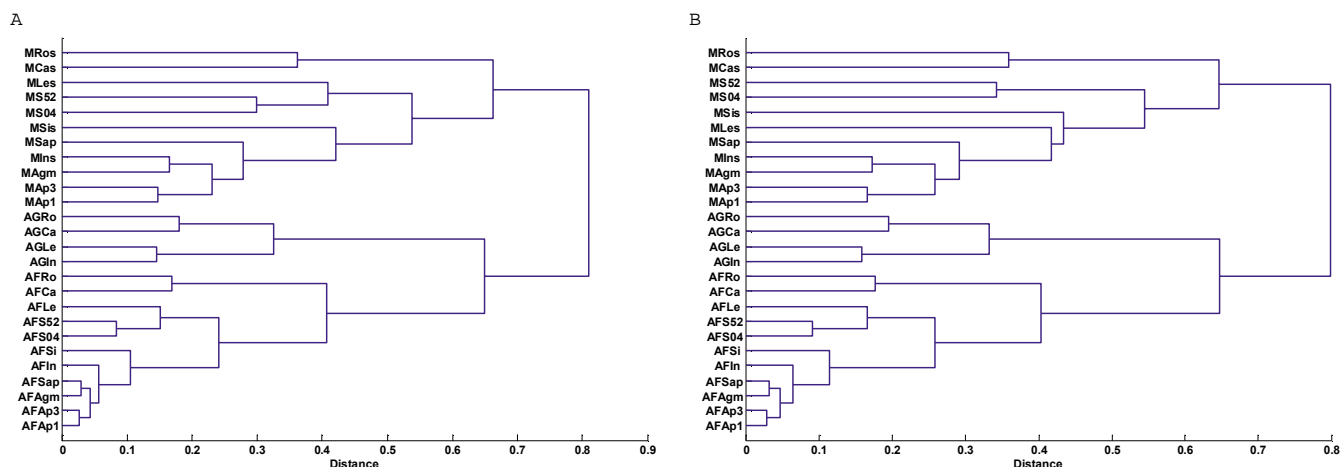 A
MRos
MCas
MLes
MS52
MS04
MSis
MSap
MIns
MAgm
MAp3
MAp1
AGRo
AGCa
AGLe
AGIn
AFRo
AFCa
AFLe
AFS52
AFS04
AFSi
AFIn
AFSap
AFAgm
AFAp3
AFAp1
0 0.1 0.2 0.3 0.4 0.5 0.6 0.7 0.8 0.9
Distance
B
MRos
MCas
MS52
MS04
MSis
MLes
MSap
MIns
MAgm
MAp3
MAp1
AGRo
AGCa
AGLe
AGIn
AFRo
AFCa
AFLe
AFS52
AFS04
AFSi
AFIn
AFSap
AFAgm
AFAp3
AFAp1
0 0.1 0.2 0.3 0.4 0.5 0.6 0.7 0.8
Distance